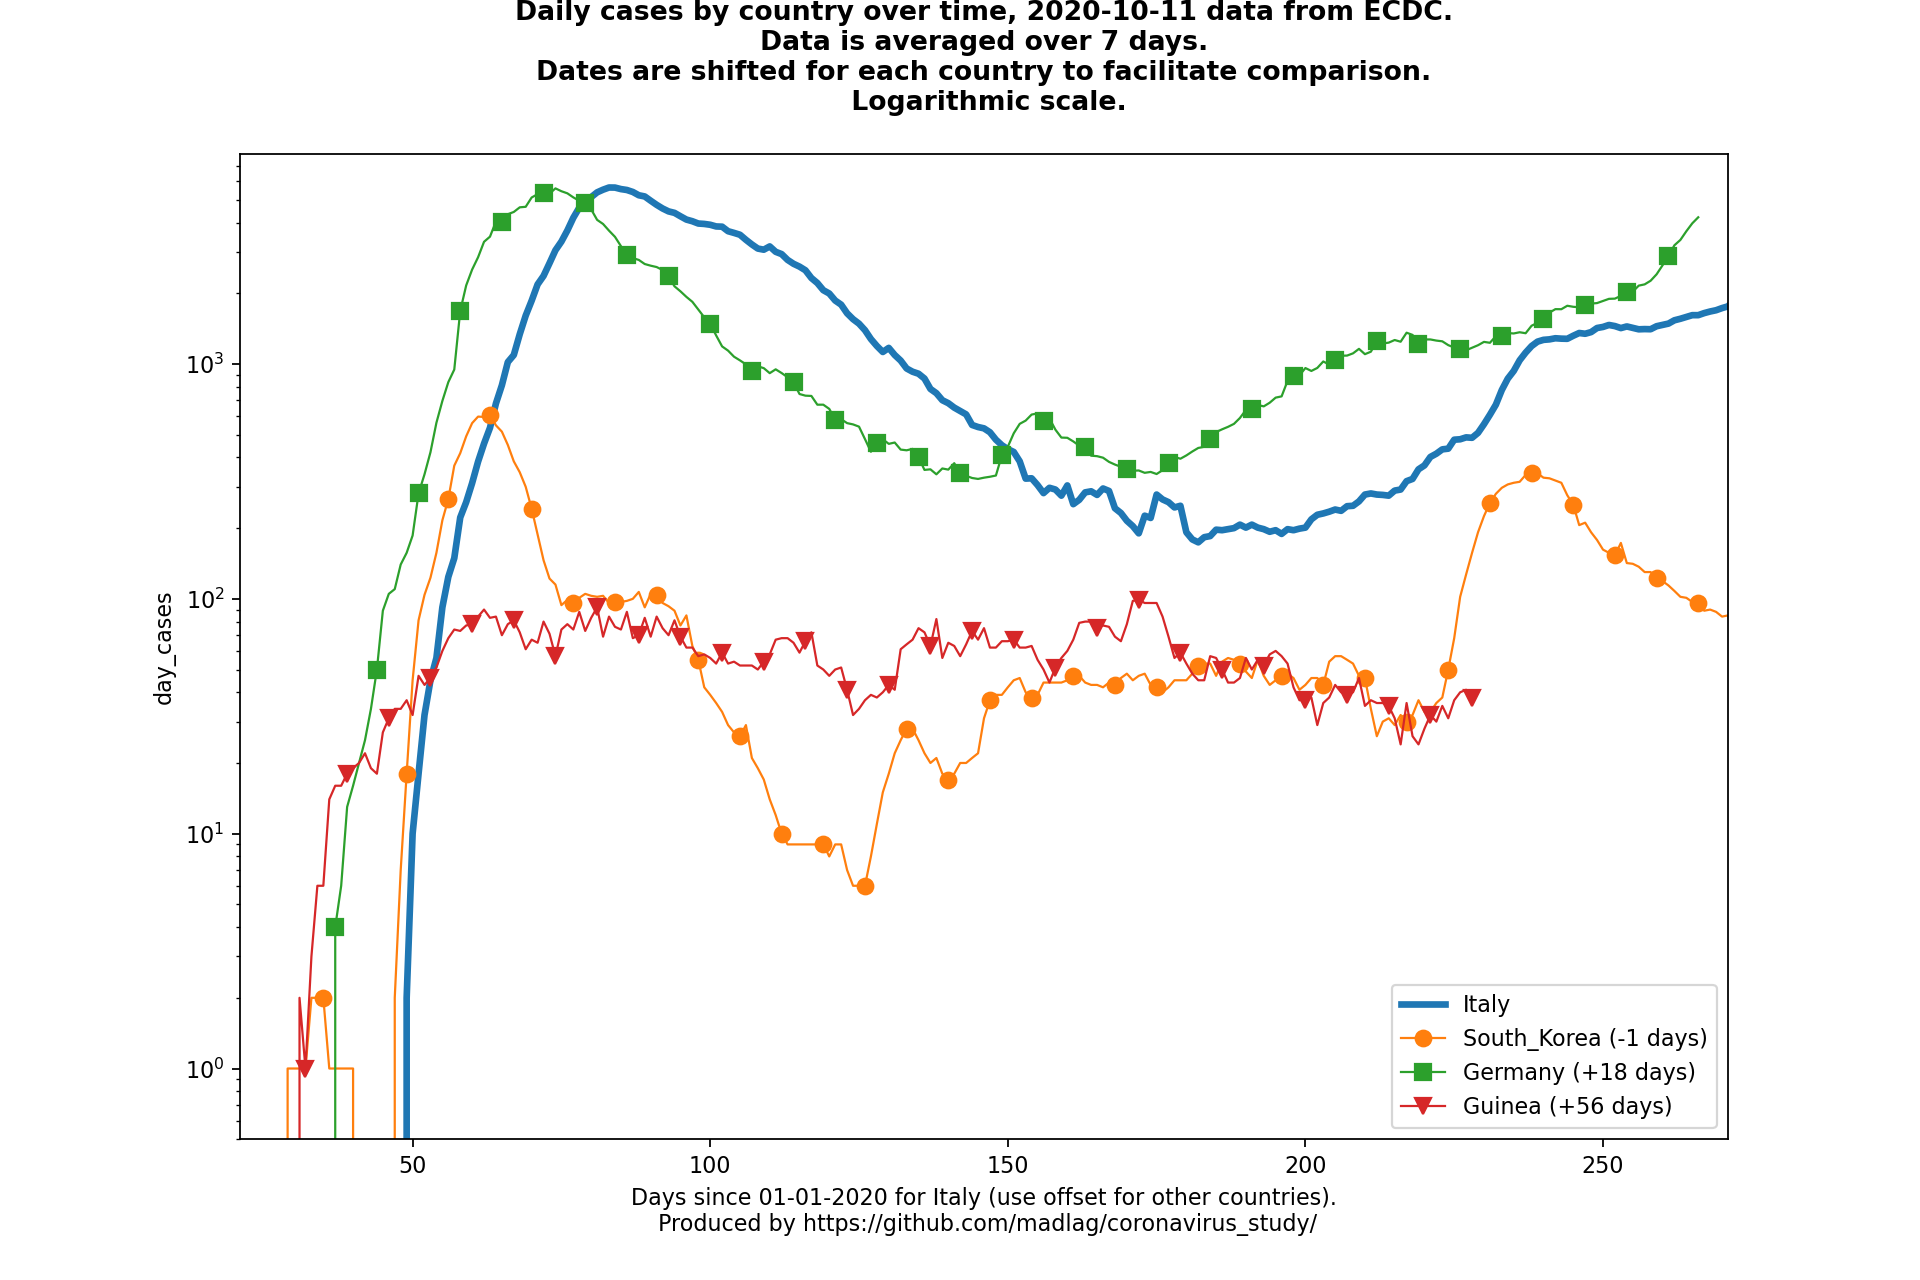 Daily cases by country over time, 2020-10-11 data from ECDC.
Data is averaged over 7 days.
Dates are shifted for each country to facilitate comparison.
Logarithmic scale.
day_cases
10³
10²
10¹
10⁰
50
100
150
200
250
Italy
South_Korea (-1 days)
Germany (+18 days)
Guinea (+56 days)
Days since 01-01-2020 for Italy (use offset for other countries).
Produced by https://github.com/madlag/coronavirus_study/